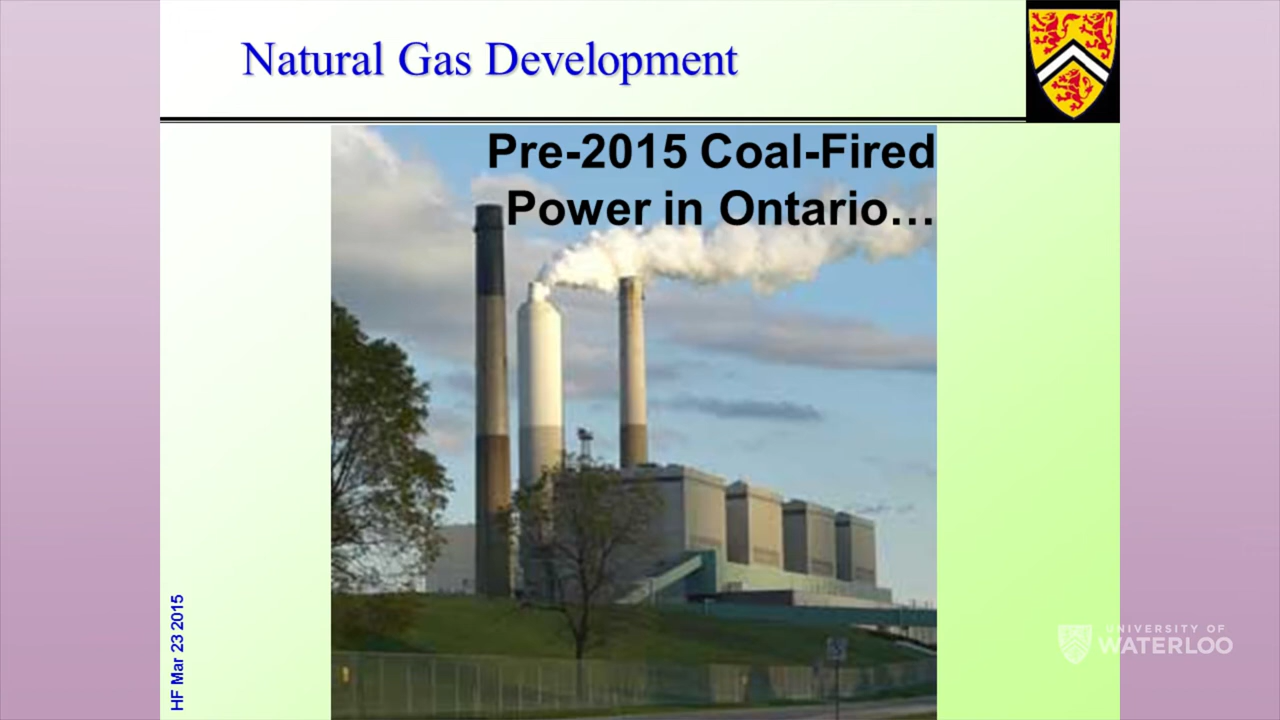 Natural Gas Development
Pre-2015 Coal-Fired
Power in Ontario…
HF Mar 23 2015
UNIVERSITY OF
WATERLOO